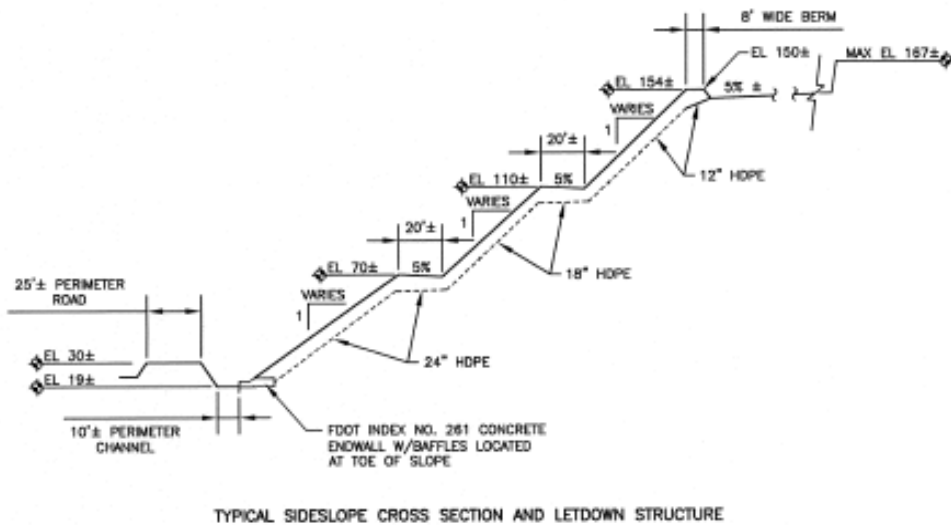 8' WIDE BERM
EL 150±
MAX EL 167±
EL 154±
5% ±
VARIES
1
20'±
12" HDPE
EL 110±
5%
VARIES
1
20'±
18" HDPE
EL 70±
5%
25'± PERIMETER
ROAD
VARIES
1
24" HDPE
EL 30±
EL 19±
10'± PERIMETER
CHANNEL
FDOT INDEX NO. 261 CONCRETE
ENDWALL W/BAFFLES LOCATED
AT TOE OF SLOPE
TYPICAL SIDESLOPE CROSS SECTION AND LETDOWN STRUCTURE